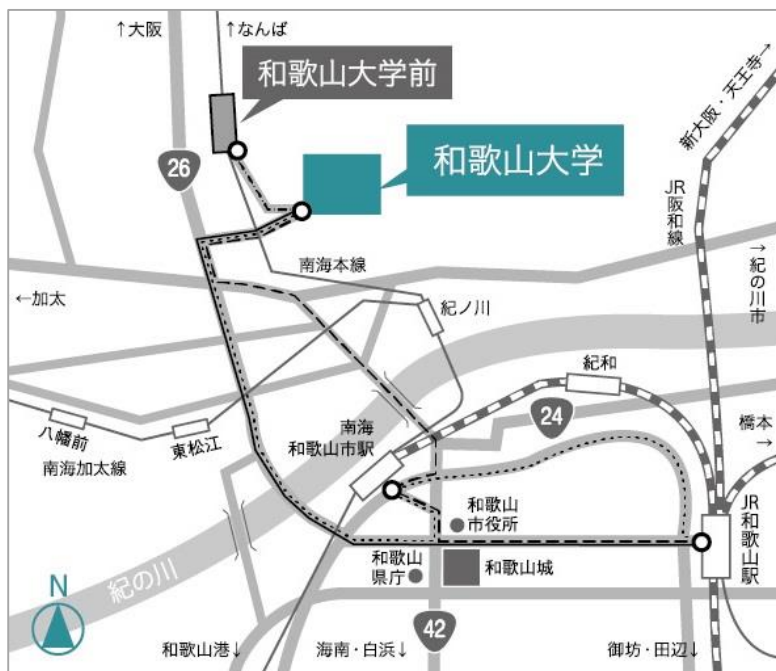 ↑大阪
↑なんば
和歌山大学前
新大阪・天王寺→
26
和歌山大学
JR阪和線
→紀の川市
南海本線
←加太
紀ノ川
紀和
八幡前
東松江
南海加太線
南海
和歌山市駅
24
橋本
→
和歌山
市役所
JR和歌山駅
和歌山
県庁
和歌山城
紀の川
N
42
和歌山港↓
海南・白浜↓
御坊・田辺↓